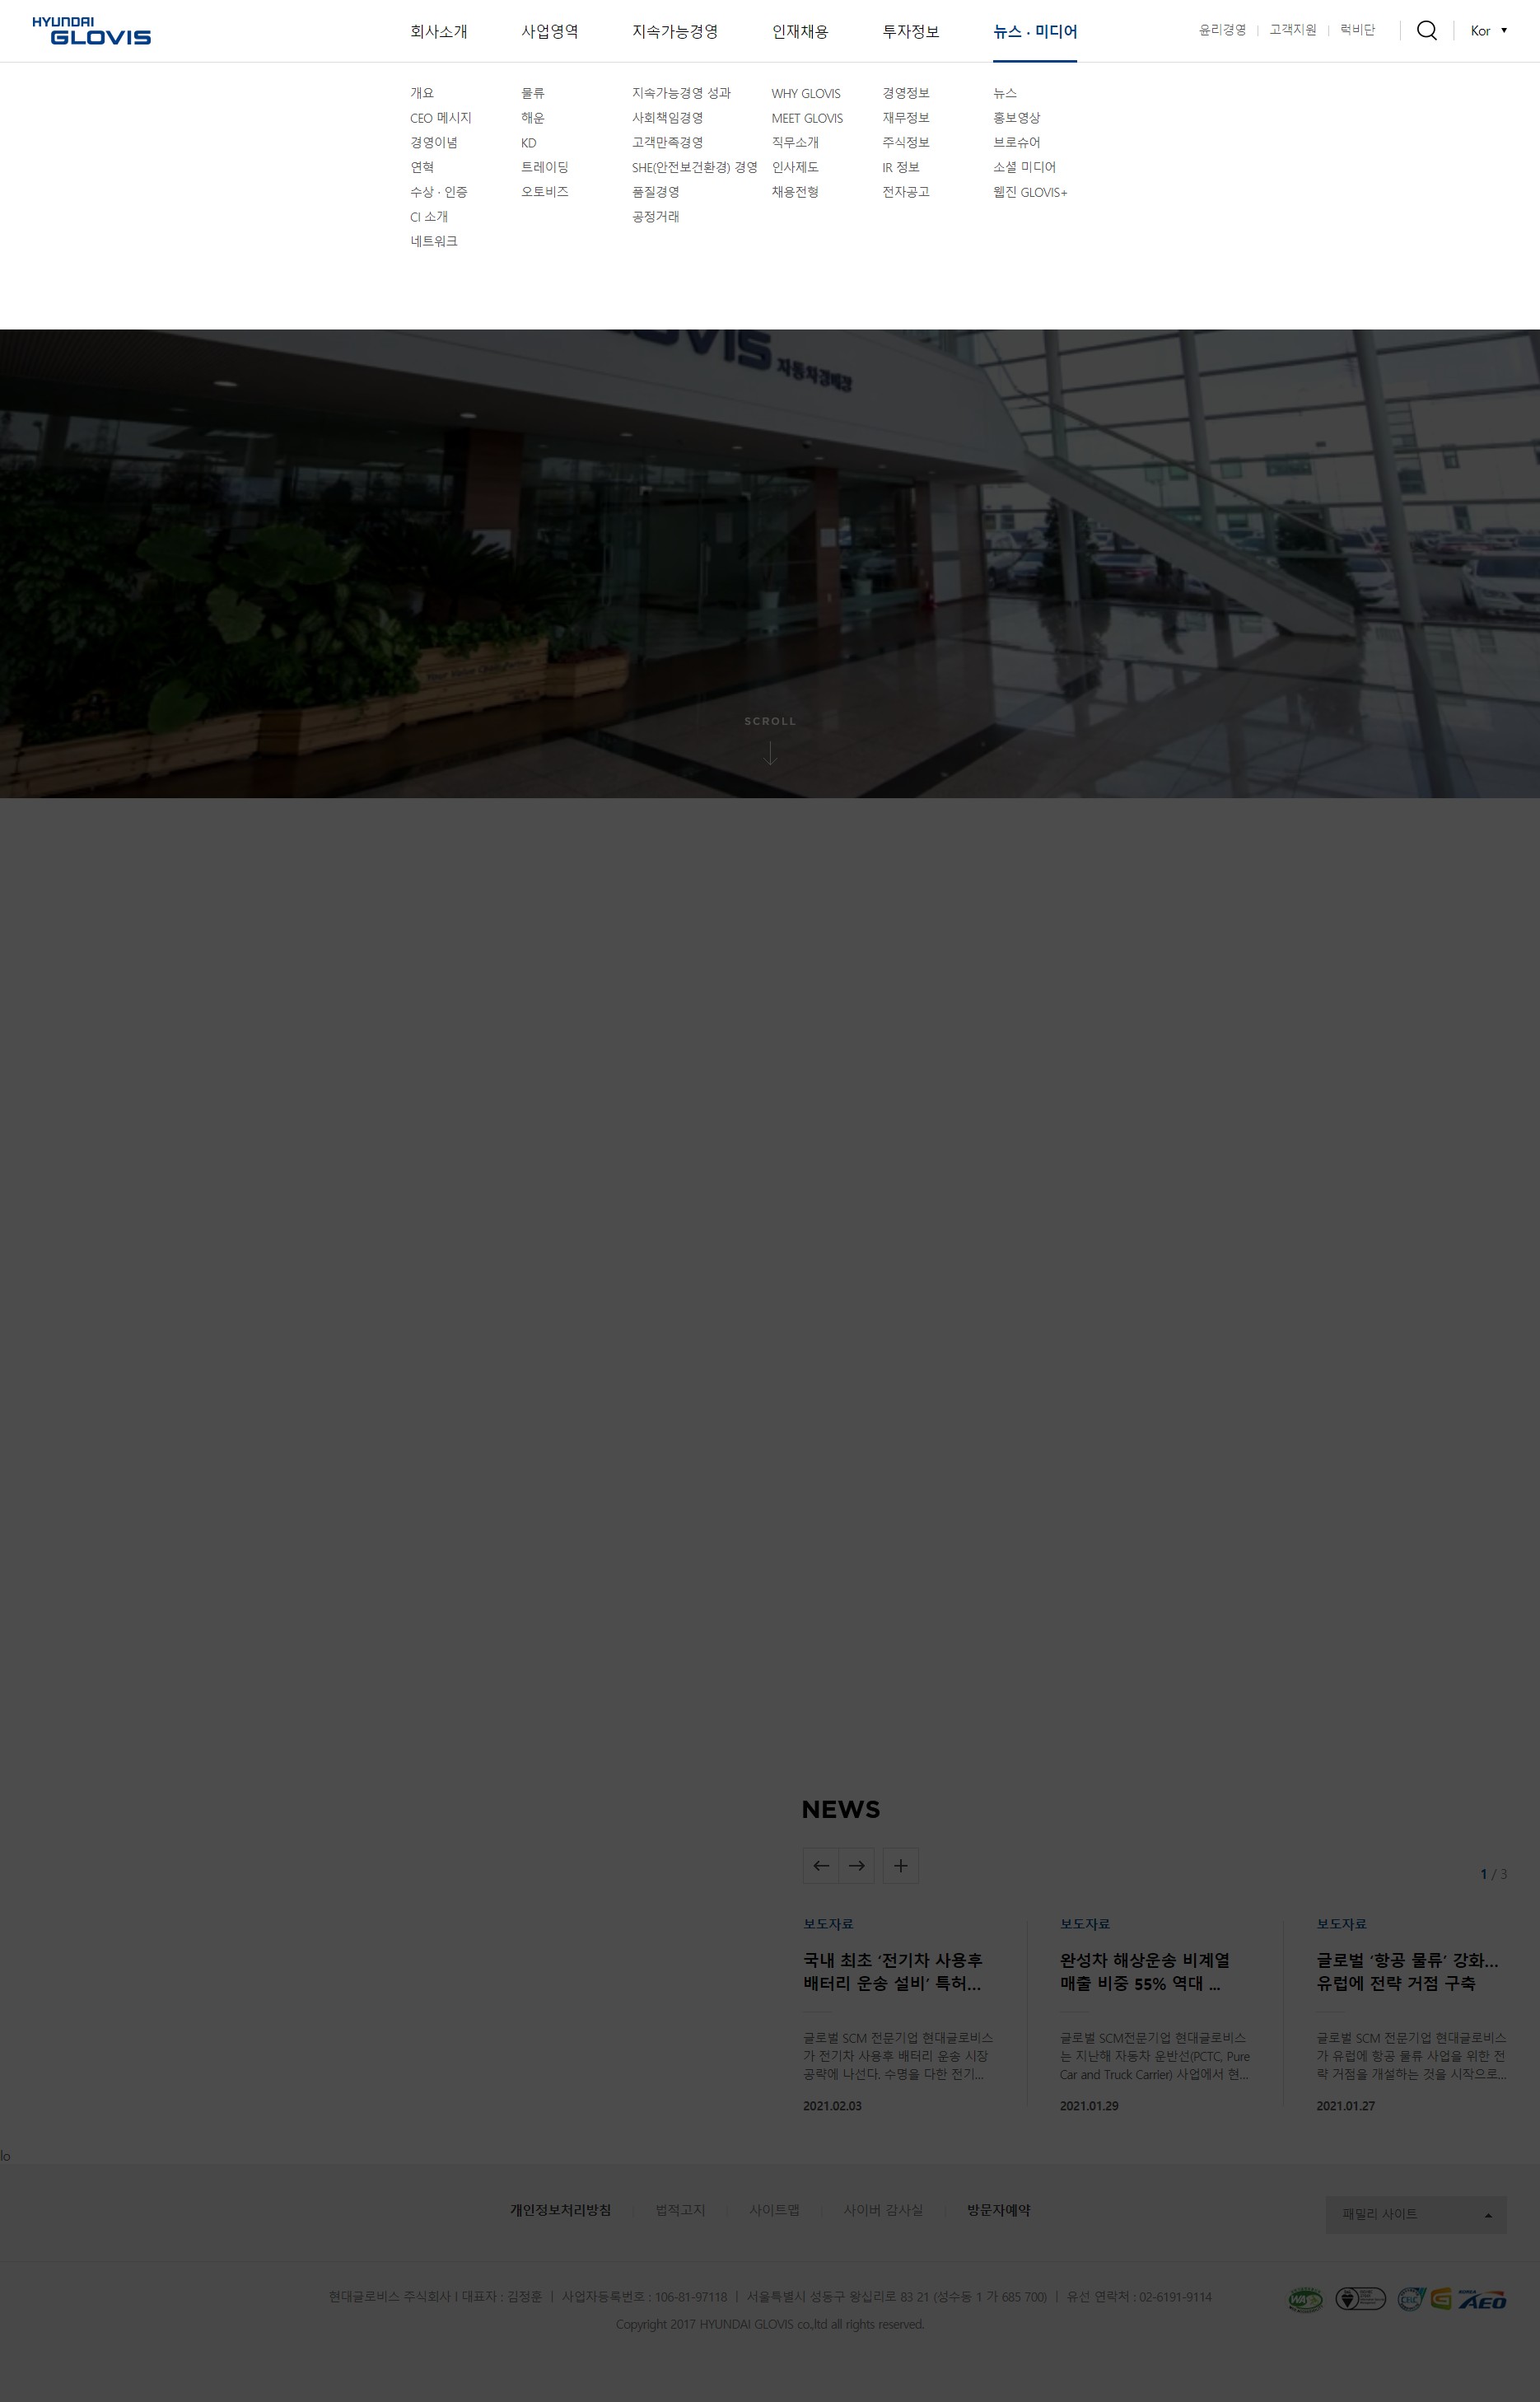 HYUNDAI
GLOVIS
회사소개
사업영역
지속가능경영
인재채용
투자정보
뉴스 · 미디어
윤리경영
고객지원
럭비단
Kor
개요
CEO 메시지
경영이념
연혁
수상 · 인증
CI 소개
네트워크
물류
해운
KD
트레이딩
오토비즈
지속가능경영 성과
사회책임경영
고객만족경영
SHE(안전보건환경) 경영
품질경영
공정거래
WHY GLOVIS
MEET GLOVIS
직무소개
인사제도
채용전형
경영정보
재무정보
주식정보
IR 정보
전자공고
뉴스
홍보영상
브로슈어
소셜 미디어
웹진 GLOVIS+
자동차경매장
SCROLL
NEWS
1 / 3
보도자료
국내 최초 ‘전기차 사용후
배터리 운송 설비’ 특허...
글로벌 SCM 전문기업 현대글로비스
가 전기차 사용후 배터리 운송 시장
공략에 나선다. 수명을 다한 전기...
2021.02.03
보도자료
완성차 해상운송 비계열
매출 비중 55% 역대 ...
글로벌 SCM전문기업 현대글로비스
는 지난해 자동차 운반선(PCTC, Pure
Car and Truck Carrier) 사업에서 현...
2021.01.29
보도자료
글로벌 ‘항공 물류’ 강화...
유럽에 전략 거점 구축
글로벌 SCM 전문기업 현대글로비스
가 유럽에 항공 물류 사업을 위한 전
략 거점을 개설하는 것을 시작으로...
2021.01.27
lo
개인정보처리방침
법적고지
사이트맵
사이버 감사실
방문자예약
패밀리 사이트
현대글로비스 주식회사 I 대표자 : 김정훈 | 사업자등록번호 : 106-81-97118 | 서울특별시 성동구 왕십리로 83 21 (성수동 1 가 685 700) | 유선 연락처 : 02-6191-9114
Copyright 2017 HYUNDAI GLOVIS co.,ltd all rights reserved.
AEO